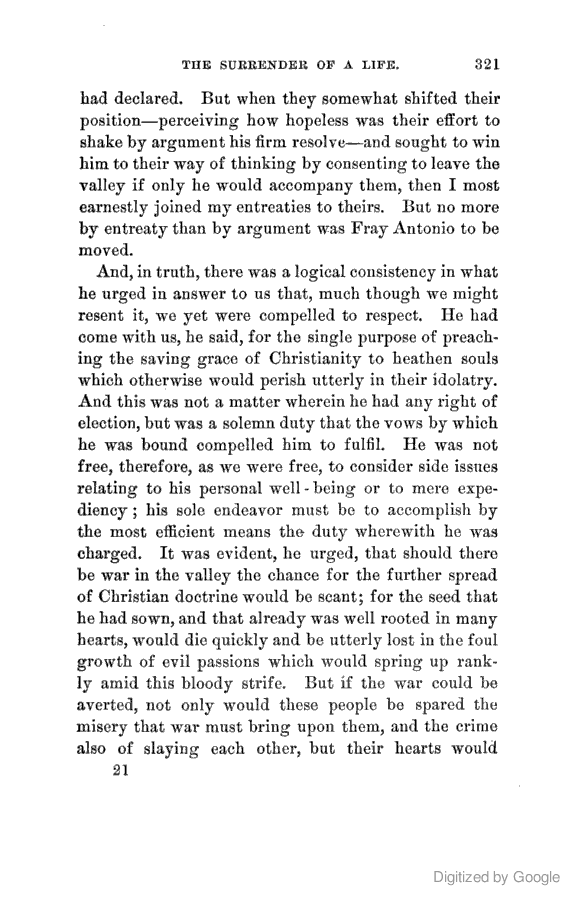 THE SURRENDER OF A LIFE. 321
had declared. But when they somewhat shifted their
position—perceiving how hopeless was their effort to
shake by argument his firm resolve—and sought to win
him to their way of thinking by consenting to leave the
valley if only he would accompany them, then I most
earnestly joined my entreaties to theirs. But no more
by entreaty than by argument was Fray Antonio to be
moved.
And, in truth, there was a logical consistency in what
he urged in answer to us that, much though we might
resent it, we yet were compelled to respect. He had
come with us, he said, for the single purpose of preach-
ing the saving grace of Christianity to heathen souls
which otherwise would perish utterly in their idolatry.
And this was not a matter wherein he had any right of
election, but was a solemn duty that the vows by which
he was bound compelled him to fulfil. He was not
free, therefore, as we were free, to consider side issues
relating to his personal well-being or to mere expe-
diency; his sole endeavor must be to accomplish by
the most efficient means the duty wherewith he was
charged. It was evident, he urged, that should there
be war in the valley the chance for the further spread
of Christian doctrine would be scant; for the seed that
he had sown, and that already was well rooted in many
hearts, would die quickly and be utterly lost in the foul
growth of evil passions which would spring up rank-
ly amid this bloody strife. But if the war could be
averted, not only would these people be spared the
misery that war must bring upon them, and the crime
also of slaying each other, but their hearts would
21
Digitized by Google